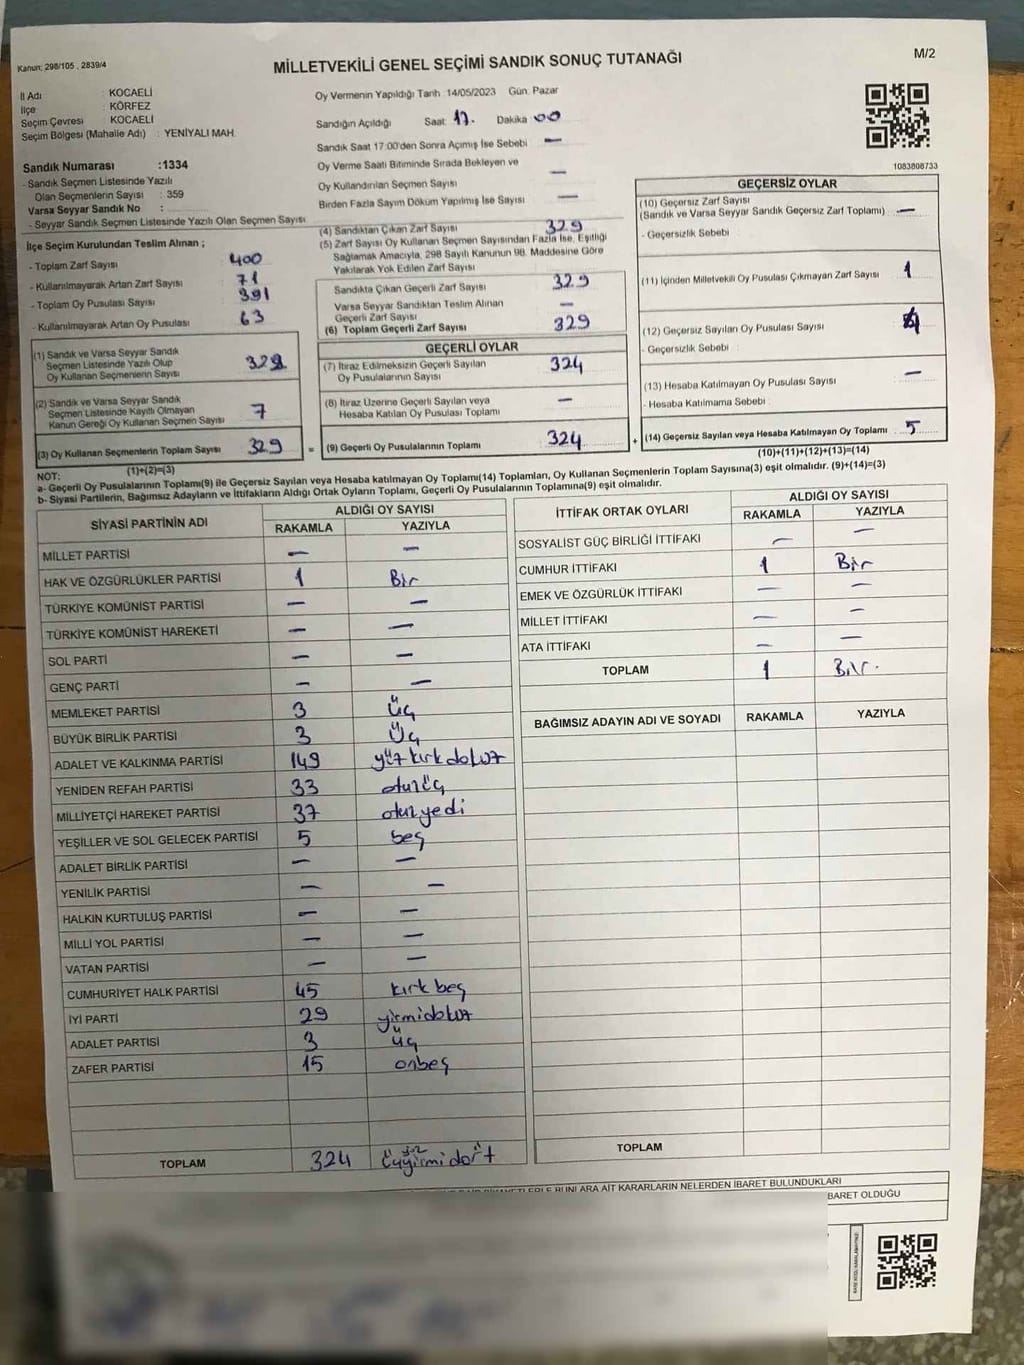 Kanun: 298/105 , 2839/4
MİLLETVEKİLİ GENEL SEÇİMİ SANDIK SONUÇ TUTANAĞI
M/2
İl Adı : KOCAELİ
İlçe : KÖRFEZ
Seçim Çevresi : KOCAELİ
Seçim Bölgesi (Mahalle Adı) : YENİYALI MAH.
Sandık Numarası :1334
- Sandık Seçmen Listesinde Yazılı
Olan Seçmenlerin Sayısı : 359
Varsa Seyyar Sandık No :
- Seyyar Sandık Seçmen Listesinde Yazılı Olan Seçmen Sayısı
Oy Vermenin Yapıldığı Tarih :14/05/2023 Gün: Pazar
Sandığın Açıldığı Saat: 17. Dakika 00
Sandık Saat 17:00'den Sonra Açılmış İse Sebebi —
Oy Verme Saati Bitiminde Sırada Bekleyen ve
Oy Kullandırılan Seçmen Sayısı —
Birden Fazla Sayım Döküm Yapılmış İse Sayısı —
1083808733
İlçe Seçim Kurulundan Teslim Alınan ;
- Toplam Zarf Sayısı 400
- Kullanılmayarak Artan Zarf Sayısı 71
- Toplam Oy Pusulası Sayısı 391
- Kullanılmayarak Artan Oy Pusulası 63
(1) Sandık ve Varsa Seyyar Sandık
Seçmen Listesinde Yazılı Olup
Oy Kullanan Seçmenlerin Sayısı
(2) Sandık ve Varsa Seyyar Sandık
Seçmen Listesinde Kayıtlı Olmayan
Kanun Gereği Oy Kullanan Seçmen Sayısı 7
(3) Oy Kullanan Seçmenlerin Toplam Sayısı 329 =
(1)+(2)=(3)
(4) Sandıktan Çıkan Zarf Sayısı 329
(5) Zarf Sayısı Oy Kullanan Seçmen Sayısından Fazla İse, Eşitliği
Sağlamak Amacıyla, 298 Sayılı Kanunun 98. Maddesine Göre
Yakılarak Yok Edilen Zarf Sayısı
Sandıkta Çıkan Geçerli Zarf Sayısı 329
Varsa Seyyar Sandıktan Teslim Alınan
Geçerli Zarf Sayısı —
(6) Toplam Geçerli Zarf Sayısı 329
GEÇERLİ OYLAR
(7) İtiraz Edilmeksizin Geçerli Sayılan
Oy Pusulalarının Sayısı 324
(8) İtiraz Üzerine Geçerli Sayılan veya
Hesaba Katılan Oy Pusulası Toplamı —
(9) Geçerli Oy Pusulalarının Toplamı 324 +
GEÇERSİZ OYLAR
(10) Geçersiz Zarf Sayısı
(Sandık ve Varsa Seyyar Sandık Geçersiz Zarf Toplamı) —
- Geçersizlik Sebebi :
(11) İçinden Milletvekili Oy Pusulası Çıkmayan Zarf Sayısı 1
(12) Geçersiz Sayılan Oy Pusulası Sayısı
- Geçersizlik Sebebi :
(13) Hesaba Katılmayan Oy Pusulası Sayısı —
- Hesaba Katılmama Sebebi :
(14) Geçersiz Sayılan veya Hesaba Katılmayan Oy Toplamı 5
(10)+(11)+(12)+(13)=(14)
NOT:
a- Geçerli Oy Pusulalarının Toplamı(9) ile Geçersiz Sayılan veya Hesaba katılmayan Oy Toplamı(14) Toplamları, Oy Kullanan Seçmenlerin Toplam Sayısına(3) eşit olmalıdır. (9)+(14)=(3)
b- Siyasi Partilerin, Bağımsız Adayların ve İttifakların Aldığı Ortak Oyların Toplamı, Geçerli Oy Pusulalarının Toplamına(9) eşit olmalıdır.
SİYASİ PARTİNİN ADI ALDIĞI OY SAYISI
RAKAMLA YAZIYLA
MİLLET PARTİSİ — —
HAK VE ÖZGÜRLÜKLER PARTİSİ 1 Bir
TÜRKİYE KOMÜNİST PARTİSİ — —
TÜRKİYE KOMÜNİST HAREKETİ — —
SOL PARTİ — —
GENÇ PARTİ — —
MEMLEKET PARTİSİ 3 Üç
BÜYÜK BİRLİK PARTİSİ 3 Üç
ADALET VE KALKINMA PARTİSİ 149 yüz kırk dokuz
YENİDEN REFAH PARTİSİ 33 otuzüç
MİLLİYETÇİ HAREKET PARTİSİ 37 otuzyedi
YEŞİLLER VE SOL GELECEK PARTİSİ 5 beş
ADALET BİRLİK PARTİSİ — —
YENİLİK PARTİSİ — —
HALKIN KURTULUŞ PARTİSİ — —
MİLLİ YOL PARTİSİ — —
VATAN PARTİSİ — —
CUMHURİYET HALK PARTİSİ 45 kırk beş
İYİ PARTİ 29 yirmidokuz
ADALET PARTİSİ 3 üç
ZAFER PARTİSİ 15 onbeş
TOPLAM 324 üçyüzyirmidört
İTTİFAK ORTAK OYLARI ALDIĞI OY SAYISI
RAKAMLA YAZIYLA
SOSYALİST GÜÇ BİRLİĞİ İTTİFAKI — —
CUMHUR İTTİFAKI 1 Bir
EMEK VE ÖZGÜRLÜK İTTİFAKI — —
MİLLET İTTİFAKI — —
ATA İTTİFAKI — —
TOPLAM 1 Bir.
BAĞIMSIZ ADAYIN ADI VE SOYADI RAKAMLA YAZIYLA
TOPLAM
BUNLARA AİT KARARLARIN NELERDEN İBARET BULUNDUKLARI
BARET OLDUĞU